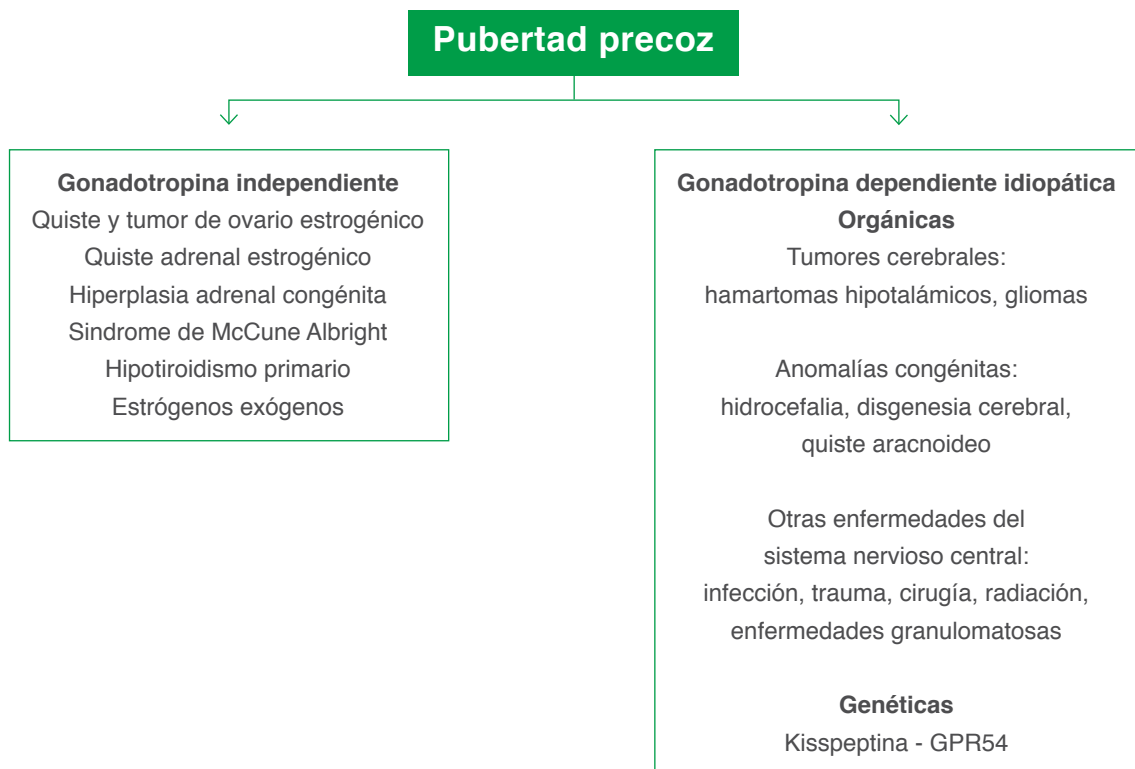 Pubertad precoz
Gonadotropina independiente
Quiste y tumor de ovario estrogénico
Quiste adrenal estrogénico
Hiperplasia adrenal congénita
Sindrome de McCune Albright
Hipotiroidismo primario
Estrógenos exógenos
Gonadotropina dependiente idiopática
Orgánicas
Tumores cerebrales:
hamartomas hipotalámicos, gliomas
Anomalías congénitas:
hidrocefalia, disgenesia cerebral,
quiste aracnoideo
Otras enfermedades del
sistema nervioso central:
infección, trauma, cirugía, radiación,
enfermedades granulomatosas
Genéticas
Kisspeptina - GPR54